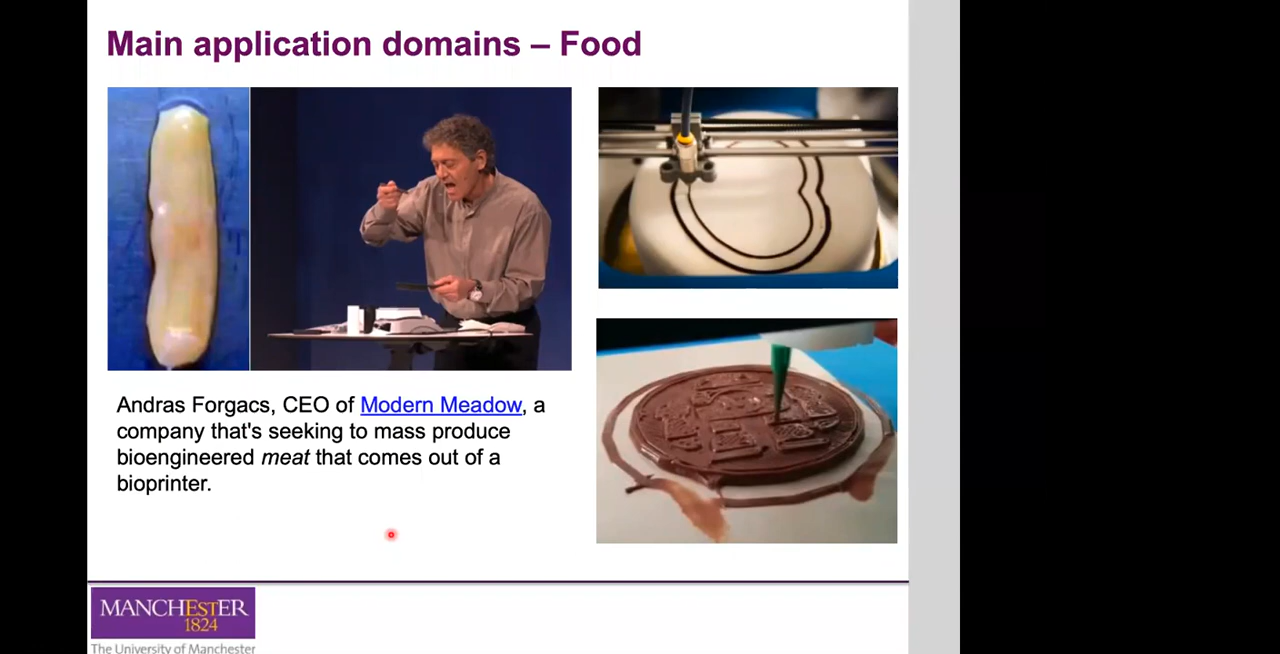 Main application domains – Food
Andras Forgacs, CEO of Modern Meadow, a
company that's seeking to mass produce
bioengineered meat that comes out of a
bioprinter.
MANCHESTER
1824
The University of Manchester